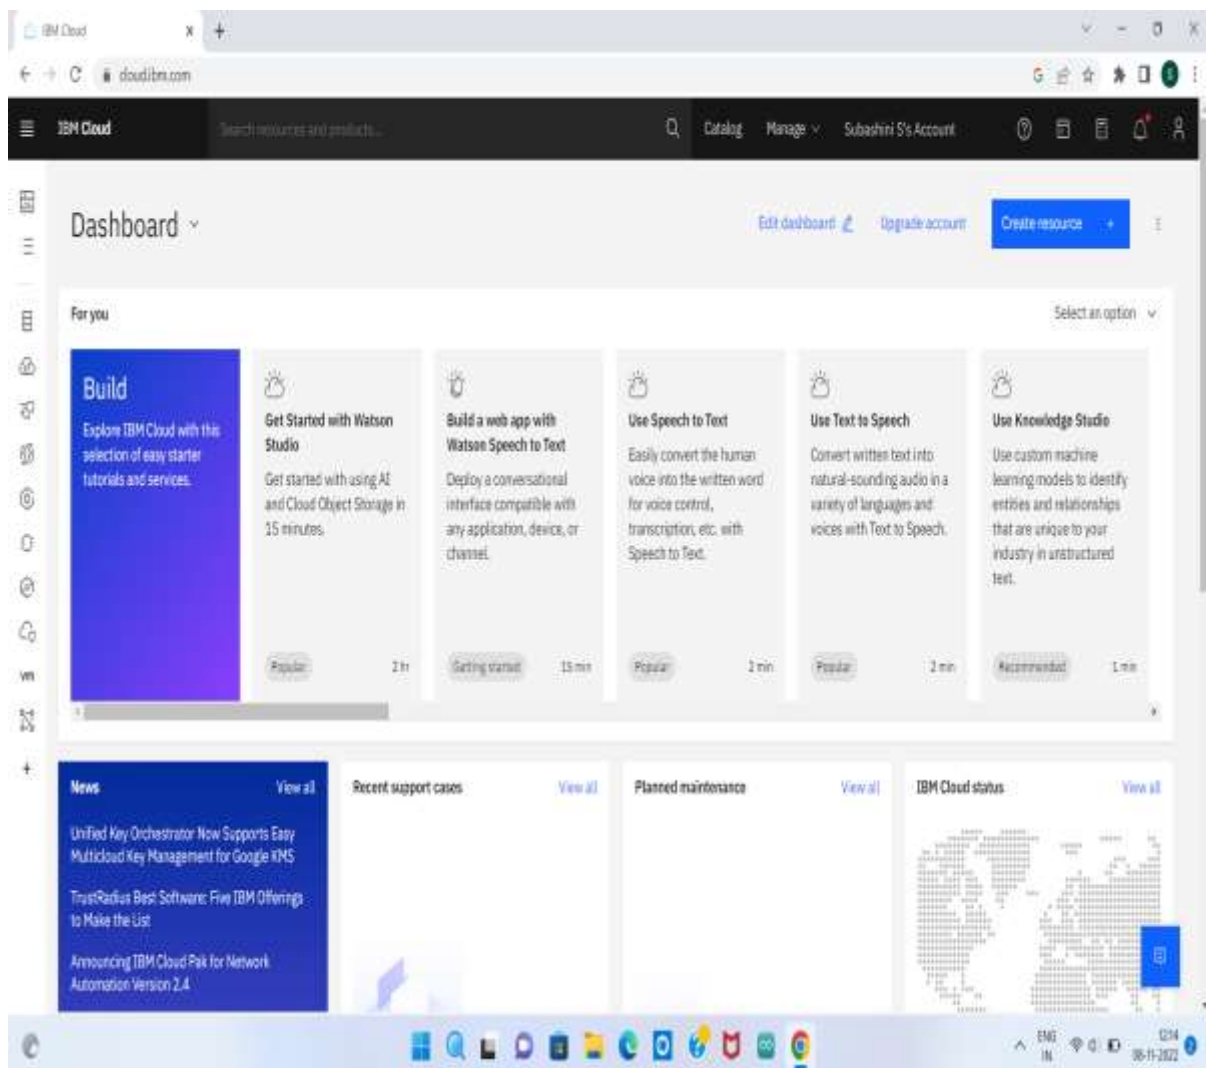 IBM Cloud
cloud.ibm.com
IBM Cloud
Search resources and products...
Catalog
Manage
Subashini S's Account
Dashboard
Edit dashboard
Upgrade account
Create resource +
For you
Select an option
Build
Explore IBM Cloud with this
selection of easy starter
tutorials and services.
Get Started with Watson
Studio
Get started with using AI
and Cloud Object Storage in
15 minutes.
Popular
2 hr
Build a web app with
Watson Speech to Text
Deploy a conversational
interface compatible with
any application, device, or
channel.
Getting started
15 min
Use Speech to Text
Easily convert the human
voice into the written word
for voice control,
transcription, etc. with
Speech to Text.
Popular
2 min
Use Text to Speech
Convert written text into
natural-sounding audio in a
variety of languages and
voices with Text to Speech.
Popular
2 min
Use Knowledge Studio
Use custom machine
learning models to identify
entities and relationships
that are unique to your
industry in unstructured
text.
Recommended
1 min
News
View all
Unified Key Orchestrator Now Supports Easy
Multicloud Key Management for Google KMS
TrustRadius Best Software: Five IBM Offerings
to Make the List
Announcing IBM Cloud Pak for Network
Automation Version 2.4
Recent support cases
View all
Planned maintenance
View all
IBM Cloud status
View all
ENG
IN
12:14
08-11-2022